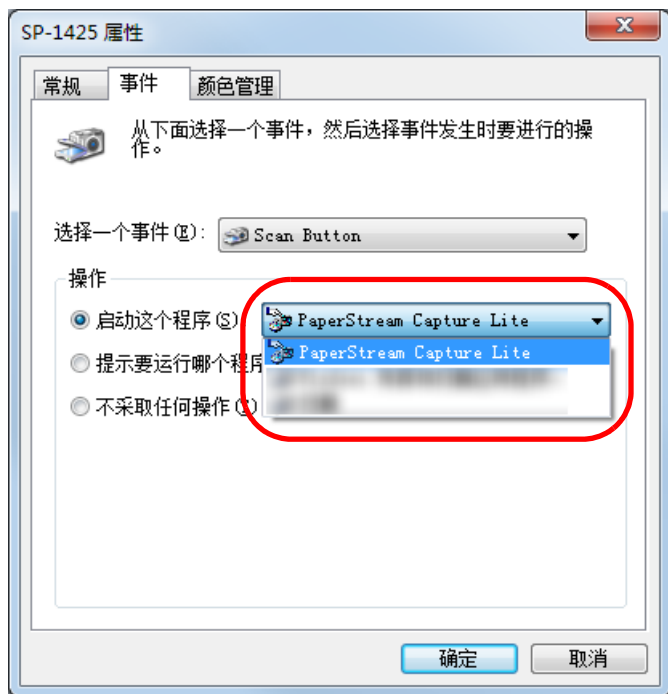 SP-1425 属性
常规 事件 颜色管理
从下面选择一个事件，然后选择事件发生时要进行的操
作。
选择一个事件(E): Scan Button
操作
启动这个程序(S) PaperStream Capture Lite
PaperStream Capture Lite
提示要运行哪个程序
不采取任何操作
确定 取消